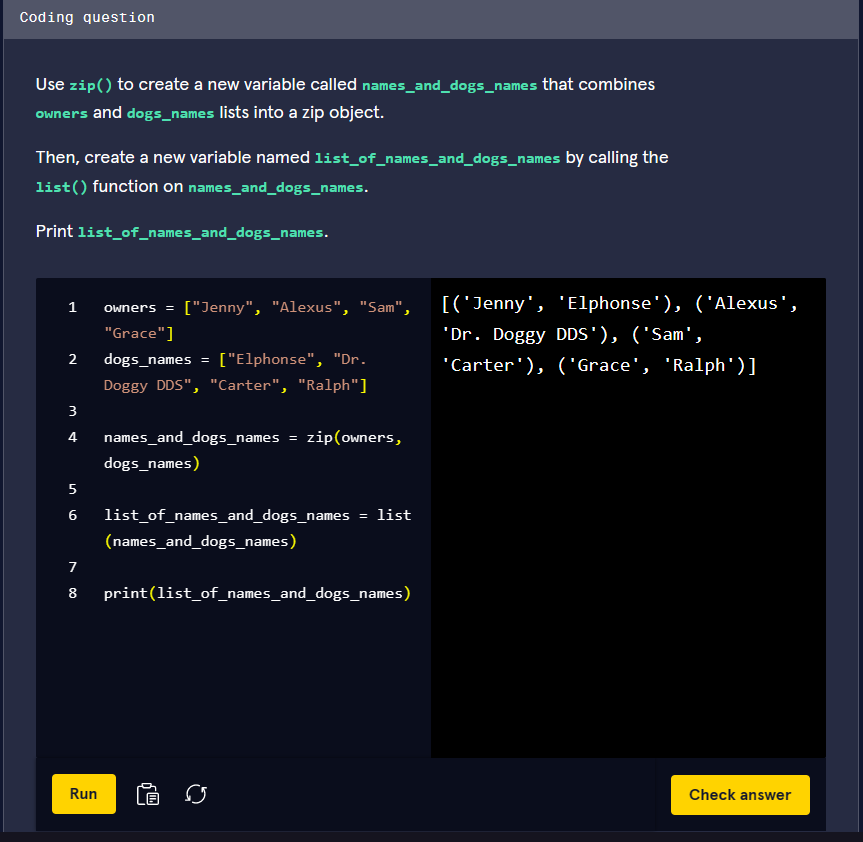 Coding question
Use zip() to create a new variable called names_and_dogs_names that combines
owners and dogs_names lists into a zip object.
Then, create a new variable named list_of_names_and_dogs_names by calling the
list() function on names_and_dogs_names.
Print list_of_names_and_dogs_names.
1 owners = ["Jenny", "Alexus", "Sam",
"Grace"]
2 dogs_names = ["Elphonse", "Dr.
Doggy DDS", "Carter", "Ralph"]
3
4 names_and_dogs_names = zip(owners,
dogs_names)
5
6 list_of_names_and_dogs_names = list
(names_and_dogs_names)
7
8 print(list_of_names_and_dogs_names)
[('Jenny', 'Elphonse'), ('Alexus',
'Dr. Doggy DDS'), ('Sam',
'Carter'), ('Grace', 'Ralph')]
Run
Check answer